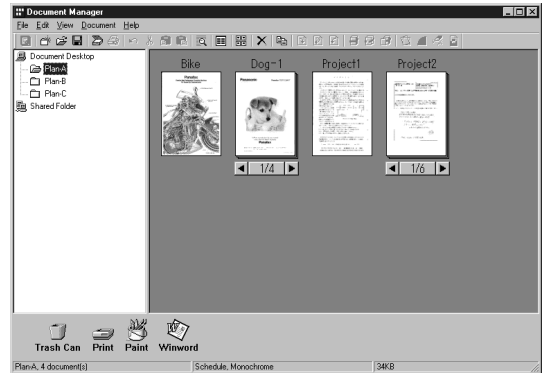 Document Manager
File Edit View Document Help
Document Desktop
Plan-A
Plan-B
Plan-C
Shared Folder
Bike Dog-1 Project1 Project2
Panasonic
1/4 1/6
Trash Can Print Paint Winword
Plan-A, 4 document(s) Schedule, Monochrome 34KB